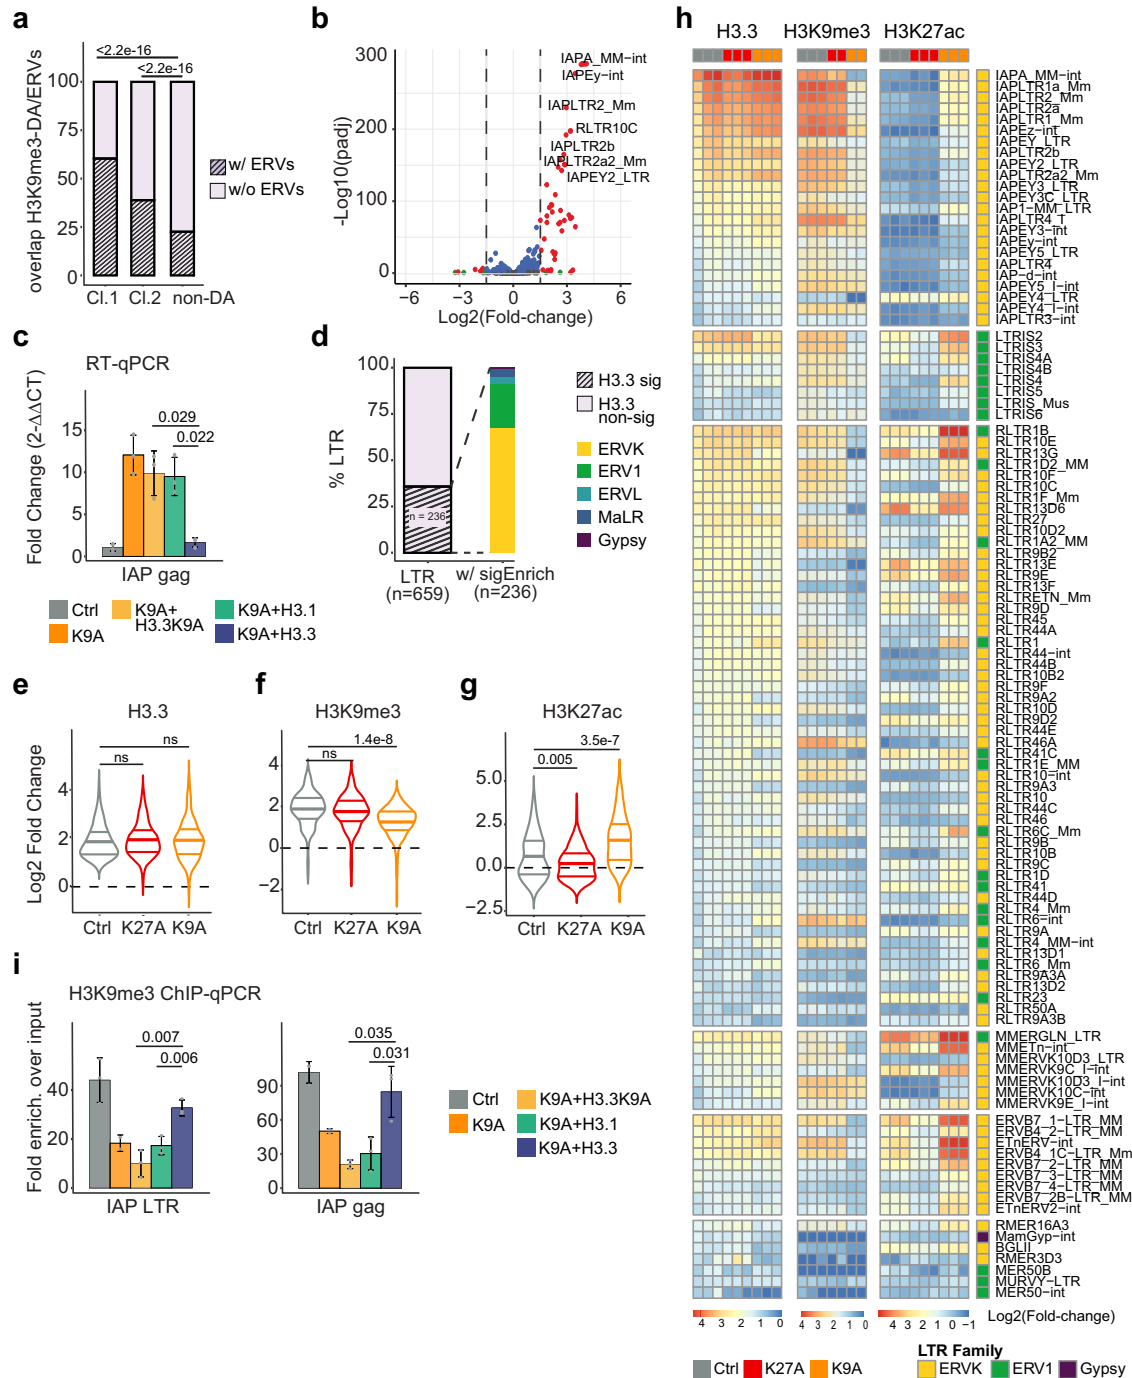 a
<2.2e-16
<2.2e-16
overlap H3K9me3-DA/ERVs
100
75
50
25
0
Cl.1
Cl.2
non-DA
w/ ERVs
w/o ERVs
b
-Log10(padj)
300
200
100
0
−6
−3
0
3
6
Log2(Fold-change)
IAPA_MM-int
IAPEy-int
IAPLTR2_Mm
RLTR10C
IAPLTR2b
IAPLTR2a2_Mm
IAPEY2_LTR
c
RT-qPCR
Fold Change (2-ΔΔCT)
15
10
5
0
0.029
0.022
IAP gag
Ctrl
K9A
K9A+
H3.3K9A
K9A+H3.1
K9A+H3.3
d
% LTR
100
75
50
25
0
n = 236
LTR
(n=659)
w/ sigEnrich
(n=236)
H3.3 sig
H3.3
non-sig
ERVK
ERV1
ERVL
MaLR
Gypsy
e
H3.3
Log2 Fold Change
4
2
0
ns
ns
Ctrl
K27A
K9A
f
H3K9me3
4
2
0
−2
1.4e-8
ns
Ctrl
K27A
K9A
g
H3K27ac
5.0
2.5
0.0
−2.5
3.5e-7
0.005
Ctrl
K27A
K9A
i
H3K9me3 ChIP-qPCR
Fold enrich. over input
40
20
0
0.007
0.006
IAP LTR
90
60
30
0
0.035
0.031
IAP gag
Ctrl
K9A
K9A+H3.3K9A
K9A+H3.1
K9A+H3.3
h
H3.3
H3K9me3
H3K27ac
IAPA_MM−int
IAPLTR1a_Mm
IAPLTR2_Mm
IAPLTR2a
IAPLTR1_Mm
IAPEz−int
IAPEY_LTR
IAPLTR2b
IAPEY2_LTR
IAPLTR2a2_Mm
IAPEY3_LTR
IAPEY3C_LTR
IAP1−MM_LTR
IAPLTR4_I
IAPEY3−int
IAPEy−int
IAPEY5_LTR
IAPLTR4
IAP−d−int
IAPEY5_I−int
IAPEY4_LTR
IAPEY4_I−int
IAPLTR3−int
LTRIS2
LTRIS3
LTRIS4A
LTRIS4B
LTRIS4
LTRIS5
LTRIS_Mus
LTRIS6
RLTR1B
RLTR10E
RLTR13G
RLTR1D2_MM
RLTR10F
RLTR10C
RLTR1F_Mm
RLTR13D6
RLTR27
RLTR10D2
RLTR1A2_MM
RLTR9B2
RLTR13E
RLTR9E
RLTR13F
RLTRETN_Mm
RLTR9D
RLTR45
RLTR44A
RLTR1
RLTR44−int
RLTR44B
RLTR10B2
RLTR9F
RLTR9A2
RLTR10D
RLTR9D2
RLTR44E
RLTR46A
RLTR41C
RLTR1E_MM
RLTR10−int
RLTR9A3
RLTR10
RLTR44C
RLTR46
RLTR6C_Mm
RLTR9B
RLTR10B
RLTR9C
RLTR1D
RLTR41
RLTR44D
RLTR4_Mm
RLTR6−int
RLTR9A
RLTR4_MM−int
RLTR13D1
RLTR6_Mm
RLTR9A3A
RLTR13D2
RLTR23
RLTR50A
RLTR9A3B
MMERGLN_LTR
MMETn−int
MMERVK10D3_LTR
MMERVK9C_I−int
MMERVK10D3_I−int
MMERVK10C−int
MMERVK9E_I−int
ERVB7_1−LTR_MM
ERVB4_2−LTR_MM
ETnERV−int
ERVB4_1C−LTR_Mm
ERVB7_2−LTR_MM
ERVB7_3−LTR_MM
ERVB7_4−LTR_MM
ERVB7_2B−LTR_MM
ETnERV2−int
RMER16A3
MamGyp−int
BGLII
RMER3D3
MER50B
MURVY−LTR
MER50−int
4 3 2 1 0
4 3 2 1 0
4 3 2 1 0 −1
Log2(Fold−change)
LTR Family
Ctrl
K27A
K9A
ERVK
ERV1
Gypsy